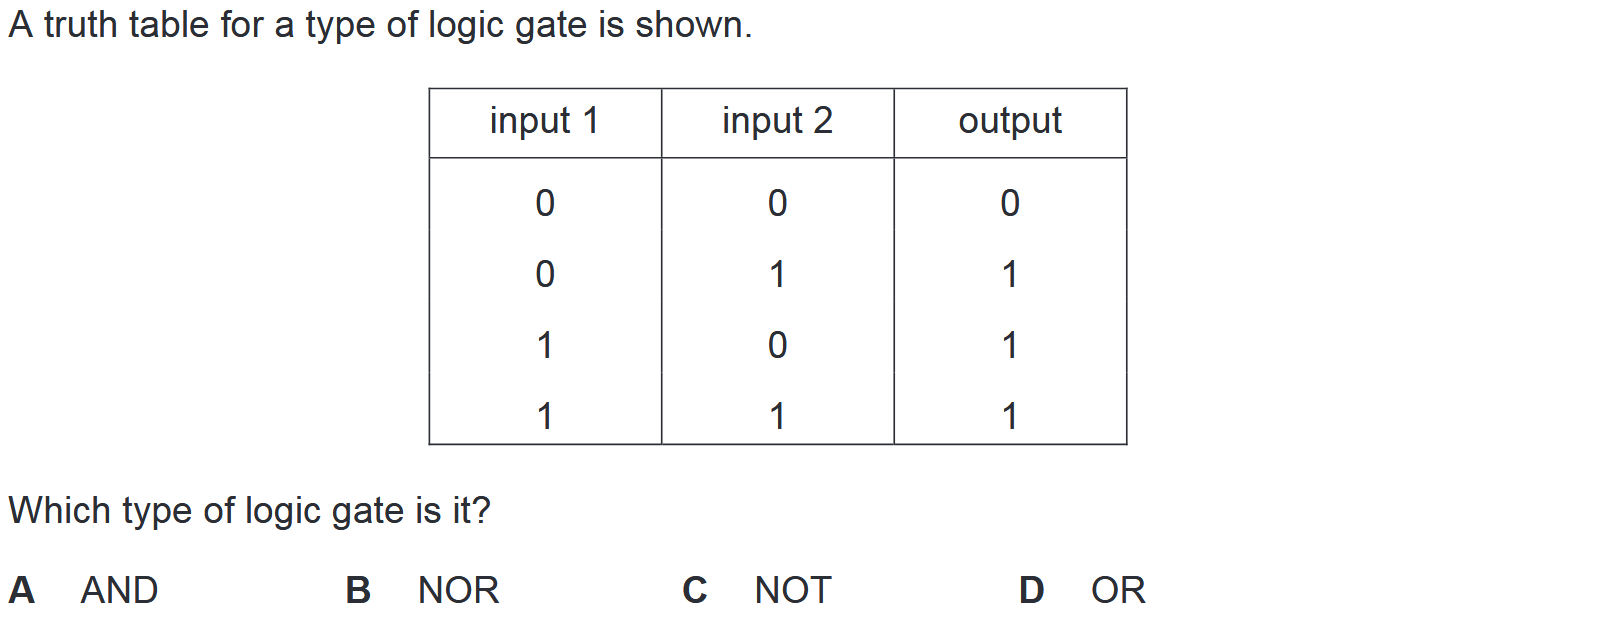 A truth table for a type of logic gate is shown.
input 1 input 2 output
0 0 0
0 1 1
1 0 1
1 1 1
Which type of logic gate is it?
A AND B NOR C NOT D OR